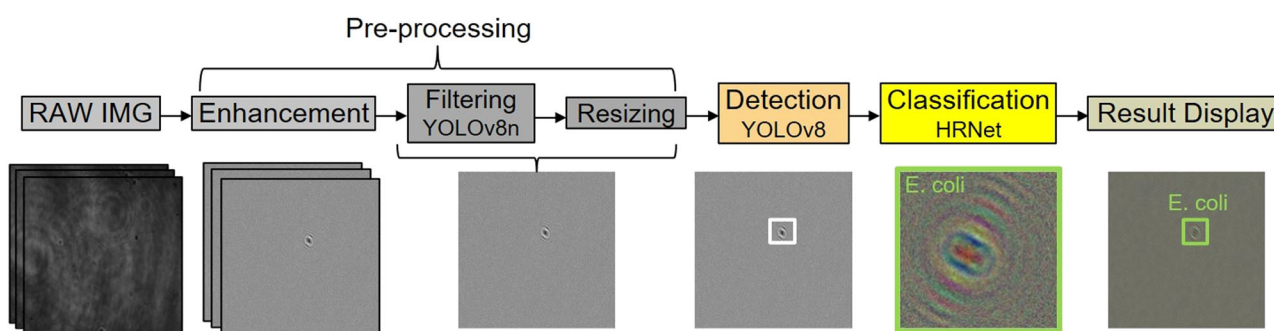 Pre-processing
RAW IMG
Enhancement
Filtering
YOLOv8n
Resizing
Detection
YOLOv8
Classification
HRNet
Result Display
E. coli
E. coli